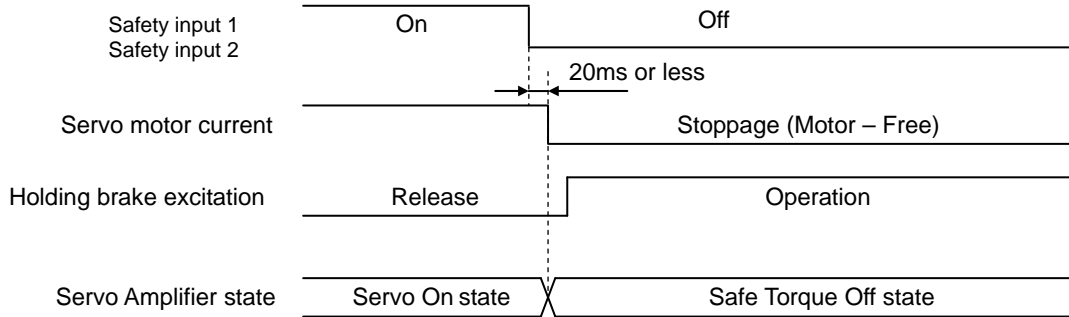 Safety input 1
Safety input 2
On
Off
20ms or less
Servo motor current
Stoppage (Motor – Free)
Holding brake excitation
Release
Operation
Servo Amplifier state
Servo On state
Safe Torque Off state